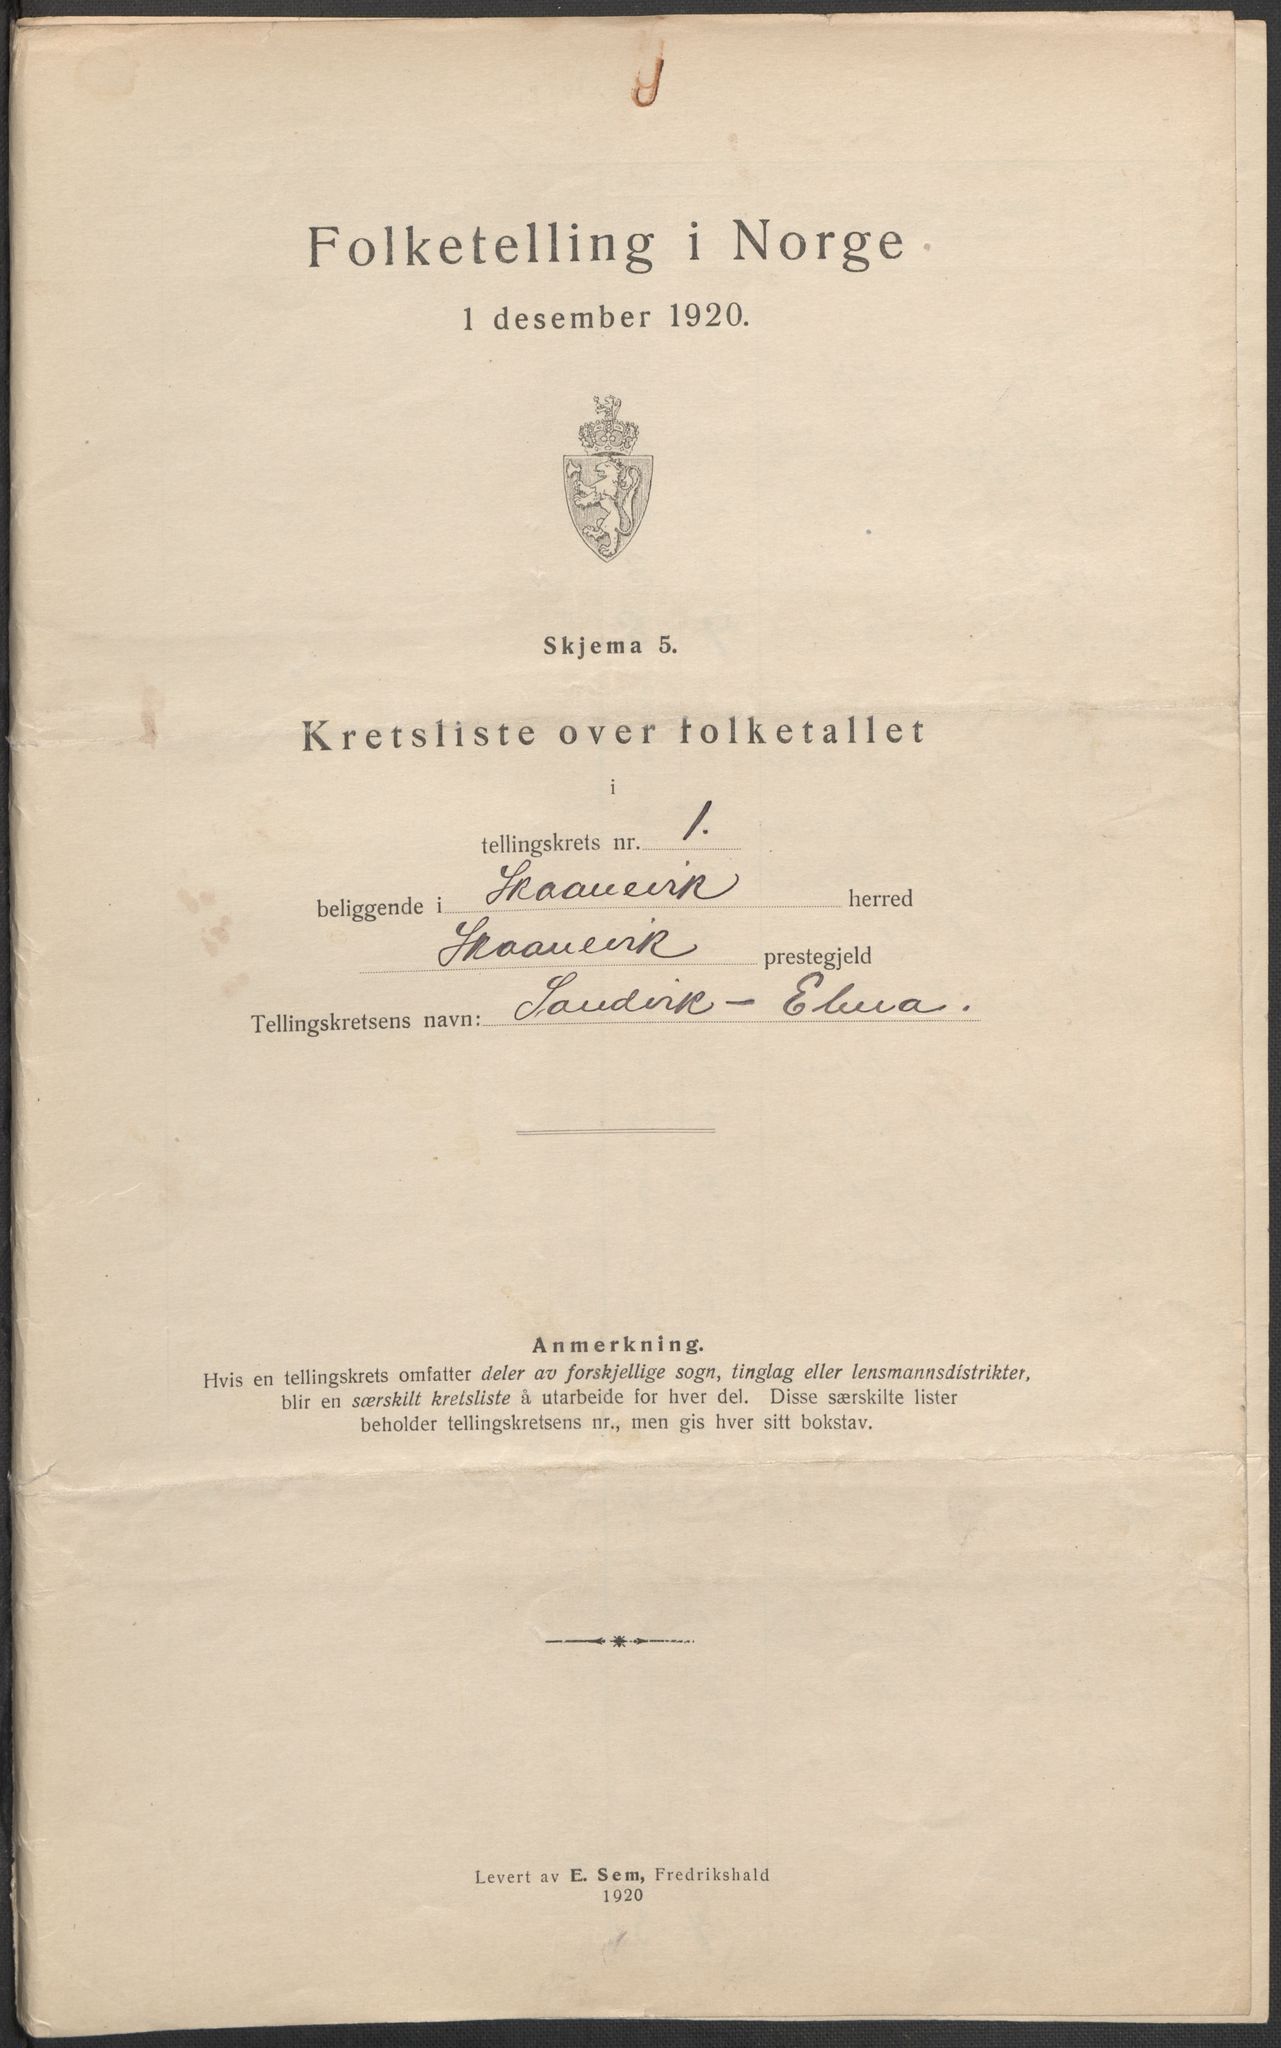 Folketelling i Norge
1 desember 1920.
Skjema 5.
Kretsliste over folketallet
i
tellingskrets nr. 1.
beliggende i Skaanevik herred
Skaanevik prestegjeld
Tellingskretsens navn: Sandvik – Ebna.
Anmerkning.
Hvis en tellingskrets omfatter deler av forskjellige sogn, tinglag eller lensmannsdistrikter,
blir en særskilt kretsliste å utarbeide for hver del. Disse særskilte lister
beholder tellingskretsens nr., men gis hver sitt bokstav.
Levert av E. Sem, Fredrikshald
1920